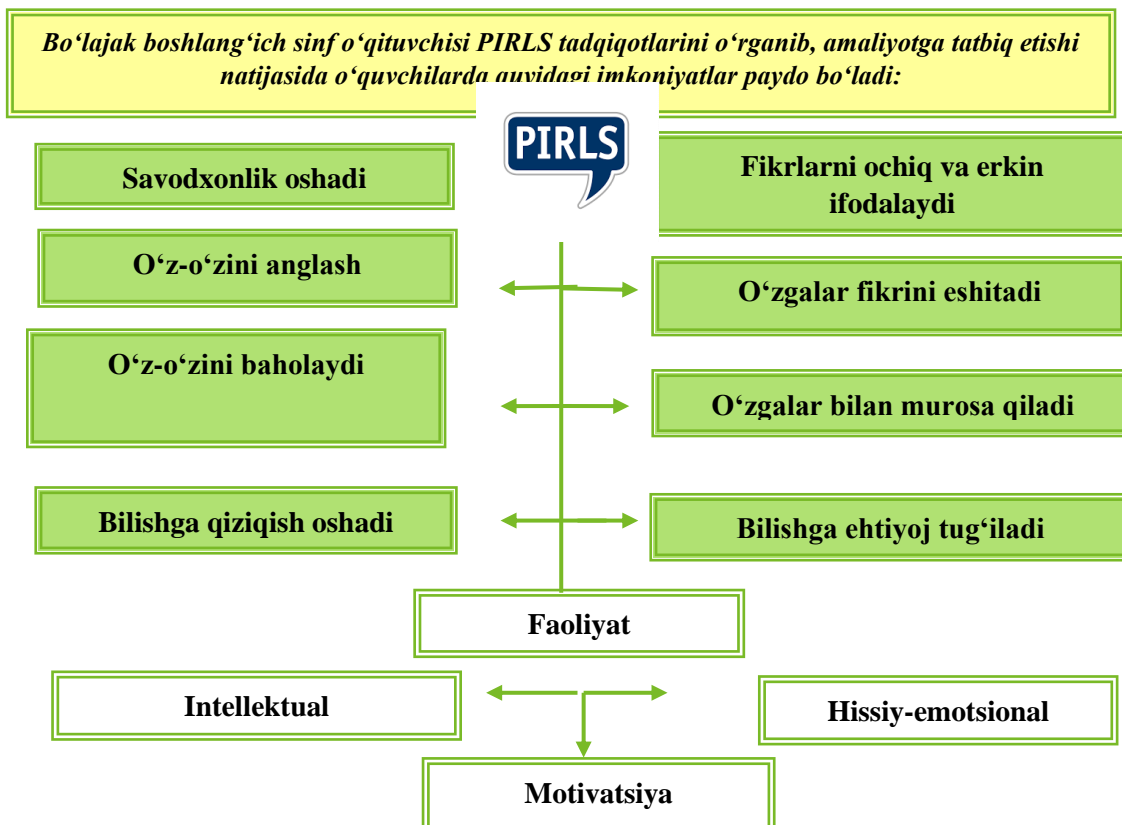 Bo‘lajak boshlang‘ich sinf o‘qituvchisi PIRLS tadqiqotlarini o‘rganib, amaliyotga tatbiq etishi
natijasida o‘quvchilarda quyidagi imkoniyatlar paydo bo‘ladi:
PIRLS
Savodxonlik oshadi
Fikrlarni ochiq va erkin
ifodalaydi
O‘z-o‘zini anglash
O‘zgalar fikrini eshitadi
O‘z-o‘zini baholaydi
O‘zgalar bilan murosa qiladi
Bilishga qiziqish oshadi
Bilishga ehtiyoj tug‘iladi
Faoliyat
Intellektual
Hissiy-emotsional
Motivatsiya